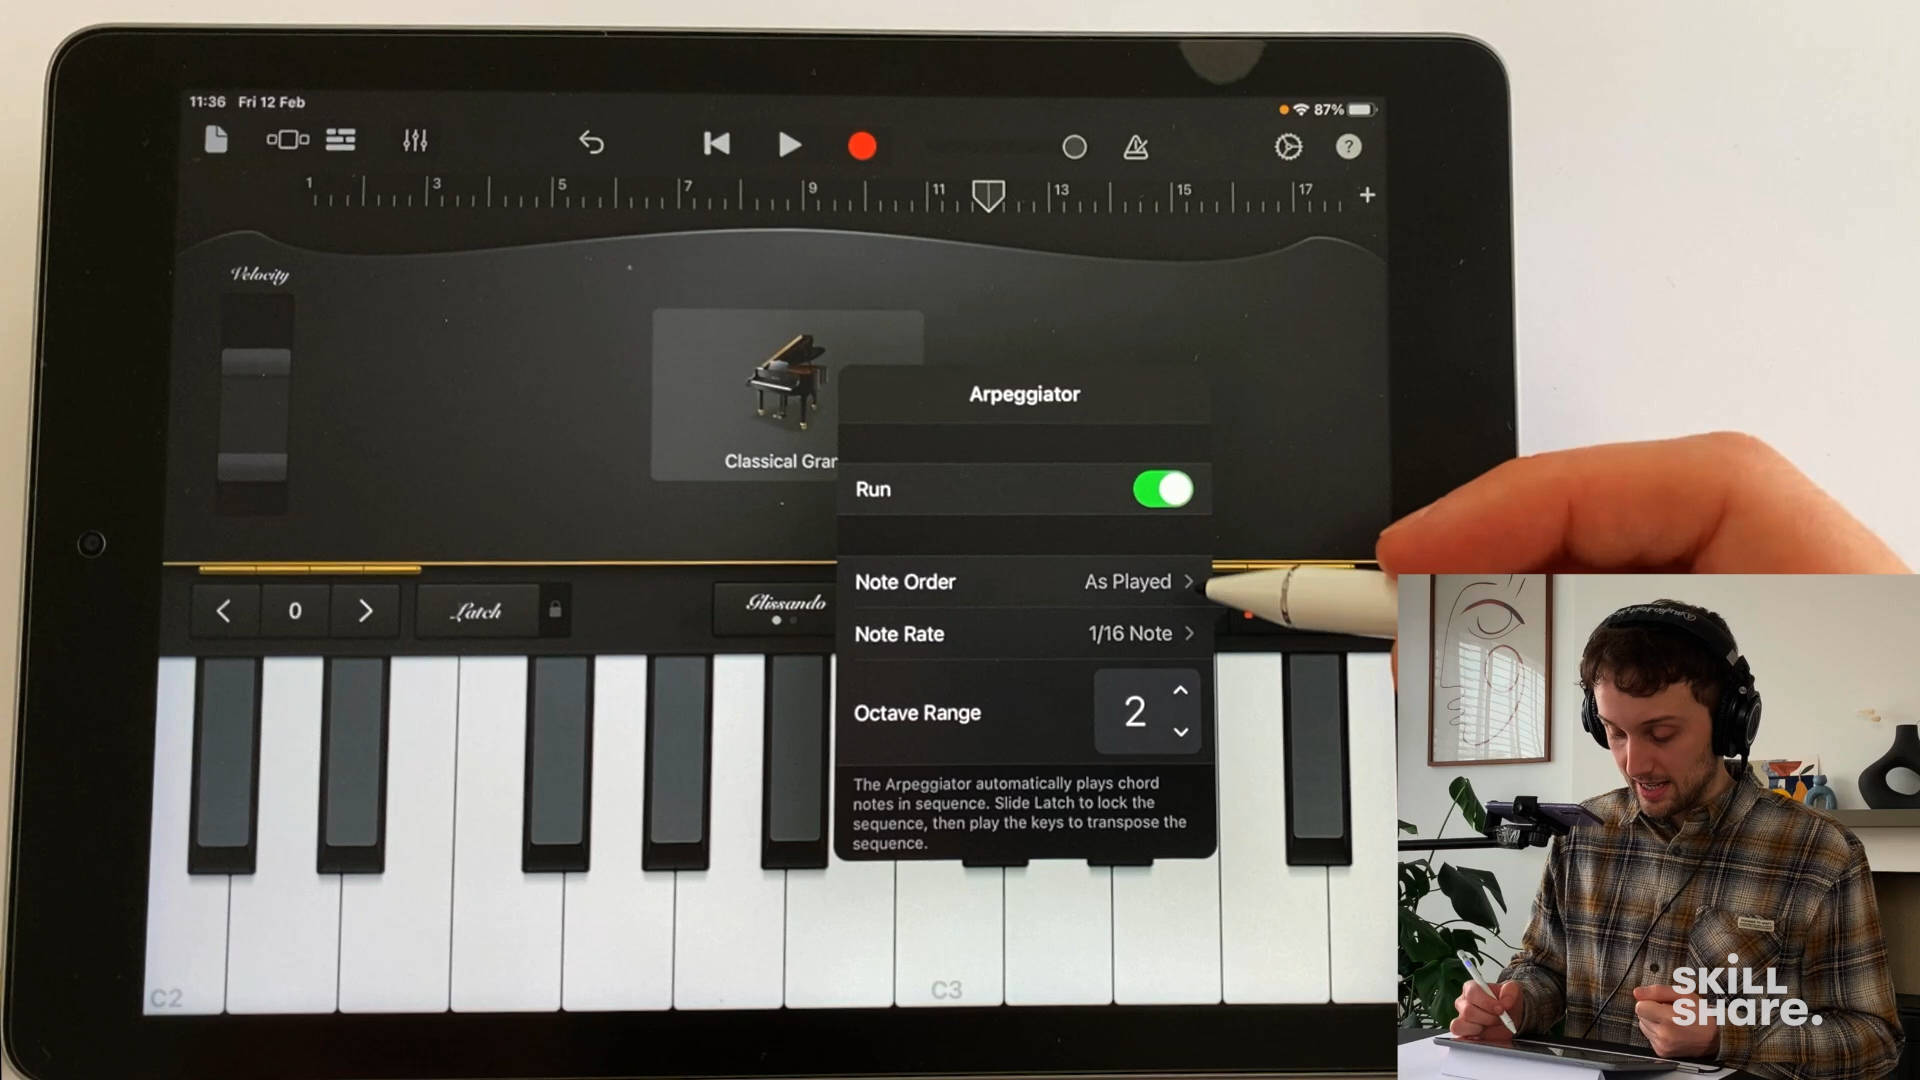 11:36 Fri 12 Feb
87%
?
1 3 5 7 9 11 13 15 17 +
Velocity
Classical Gran
Arpeggiator
Run
Note Order As Played >
Note Rate 1/16 Note >
Octave Range 2
The Arpeggiator automatically plays chord
notes in sequence. Slide Latch to lock the
sequence, then play the keys to transpose the
sequence.
< 0 > Latch Glissando
C2 C3
SKILL
SHare.